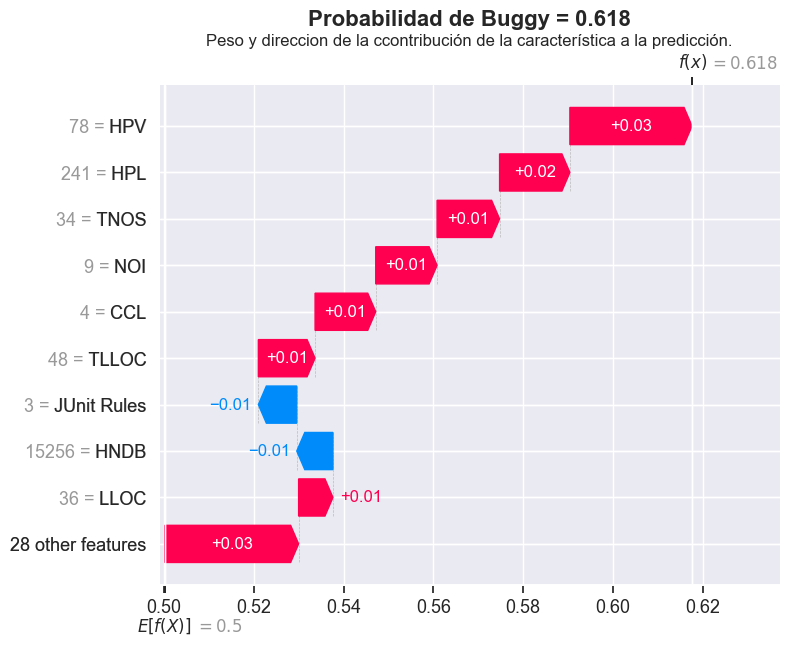 Probabilidad de Buggy = 0.618
Peso y direccion de la ccontribución de la característica a la predicción.
f(x) = 0.618
78 = HPV
+0.03
241 = HPL
+0.02
34 = TNOS
+0.01
9 = NOI
+0.01
4 = CCL
+0.01
48 = TLLOC
+0.01
3 = JUnit Rules
−0.01
15256 = HNDB
−0.01
36 = LLOC
+0.01
28 other features
+0.03
0.50 0.52 0.54 0.56 0.58 0.60 0.62
E[f(X)] = 0.5